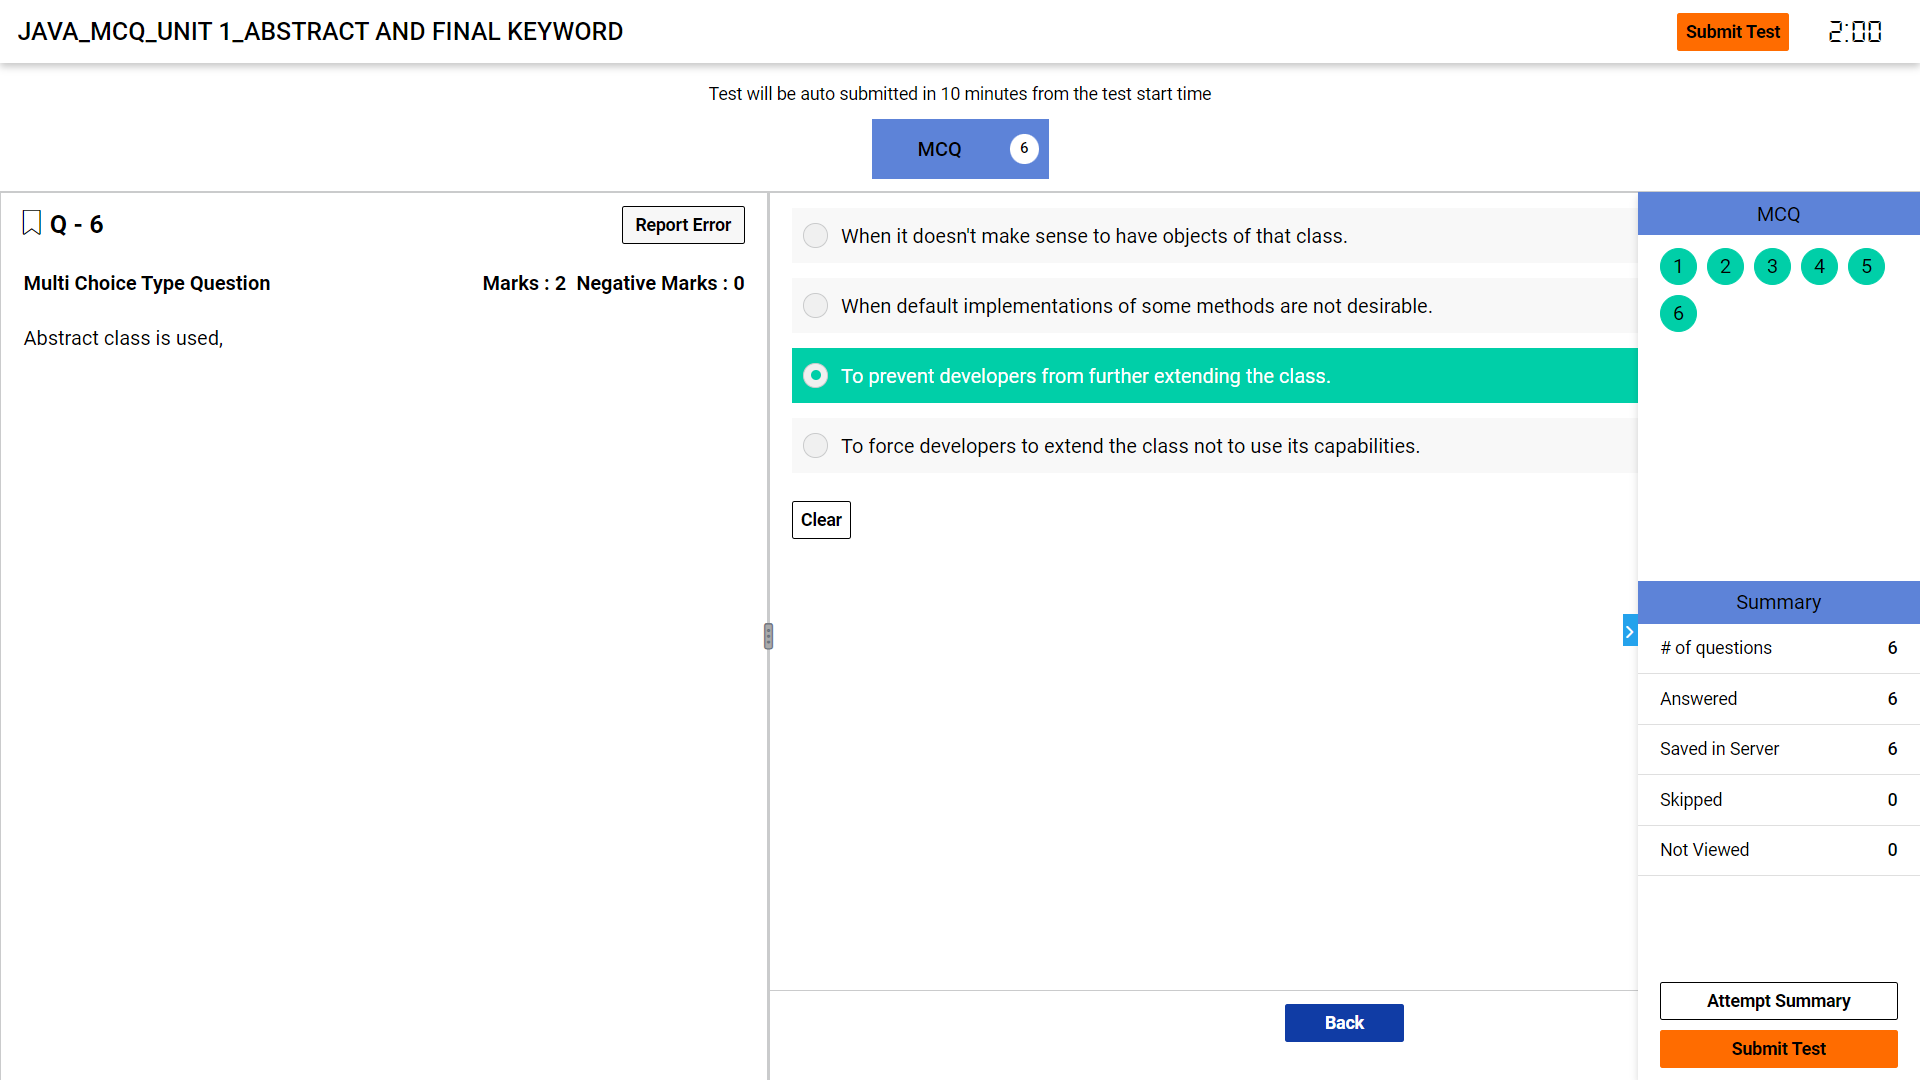 JAVA_MCQ_UNIT 1_ABSTRACT AND FINAL KEYWORD
Submit Test
2:00
Test will be auto submitted in 10 minutes from the test start time
MCQ 6
Q - 6
Report Error
Multi Choice Type Question
Marks : 2 Negative Marks : 0
Abstract class is used,
When it doesn't make sense to have objects of that class.
When default implementations of some methods are not desirable.
To prevent developers from further extending the class.
To force developers to extend the class not to use its capabilities.
Clear
Back
MCQ
1 2 3 4 5
6
Summary
# of questions 6
Answered 6
Saved in Server 6
Skipped 0
Not Viewed 0
Attempt Summary
Submit Test